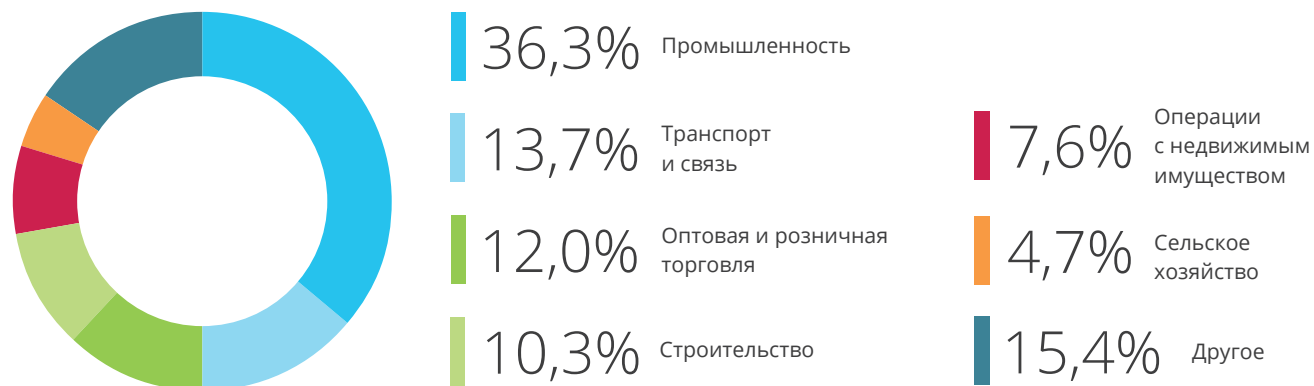 36,3%
Промышленность
13,7%
Транспорт
и связь
12,0%
Оптовая и розничная
торговля
10,3%
Строительство
7,6%
Операции
с недвижимым
имуществом
4,7%
Сельское
хозяйство
15,4%
Другое